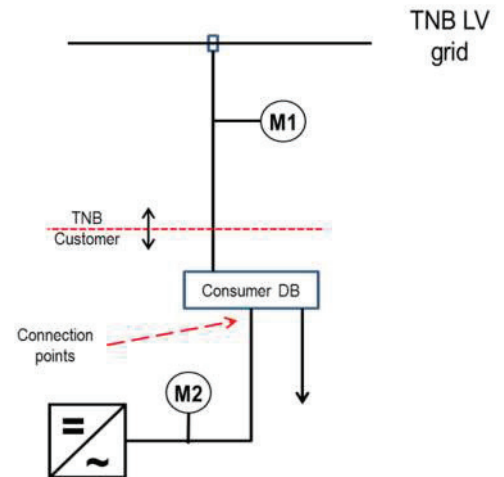 TNB LV
grid
M1
TNB
Customer
Consumer DB
Connection
points
M2
=
~